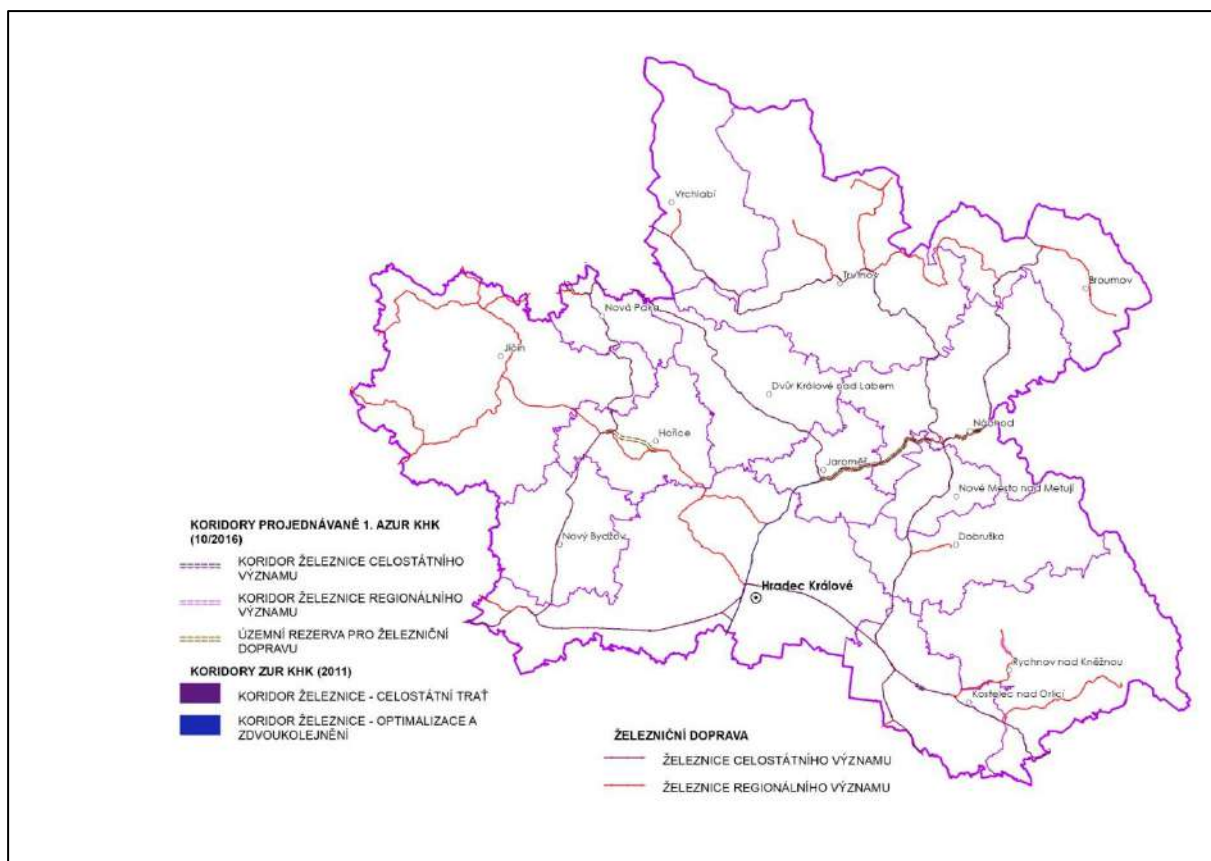 Vrchlabí
Trutnov
Broumov
Nová Paka
Jičín
Dvůr Králové nad Labem
Hořice
Náchod
Jaroměř
Nové Město nad Metují
Nový Bydžov
Dobruška
Hradec Králové
Rychnov nad Kněžnou
Kostelec nad Orlicí
KORIDORY PROJEDNÁVANÉ 1. AZUR KHK
(10/2016)
KORIDOR ŽELEZNICE CELOSTÁTNÍHO
VÝZNAMU
KORIDOR ŽELEZNICE REGIONÁLNÍHO
VÝZNAMU
ÚZEMNÍ REZERVA PRO ŽELEZNIČNÍ
DOPRAVU
KORIDORY ZUR KHK (2011)
KORIDOR ŽELEZNICE - CELOSTÁTNÍ TRAŤ
KORIDOR ŽELEZNICE - OPTIMALIZACE A
ZDVOUKOLEJNĚNÍ
ŽELEZNIČNÍ DOPRAVA
ŽELEZNICE CELOSTÁTNÍHO VÝZNAMU
ŽELEZNICE REGIONÁLNÍHO VÝZNAMU